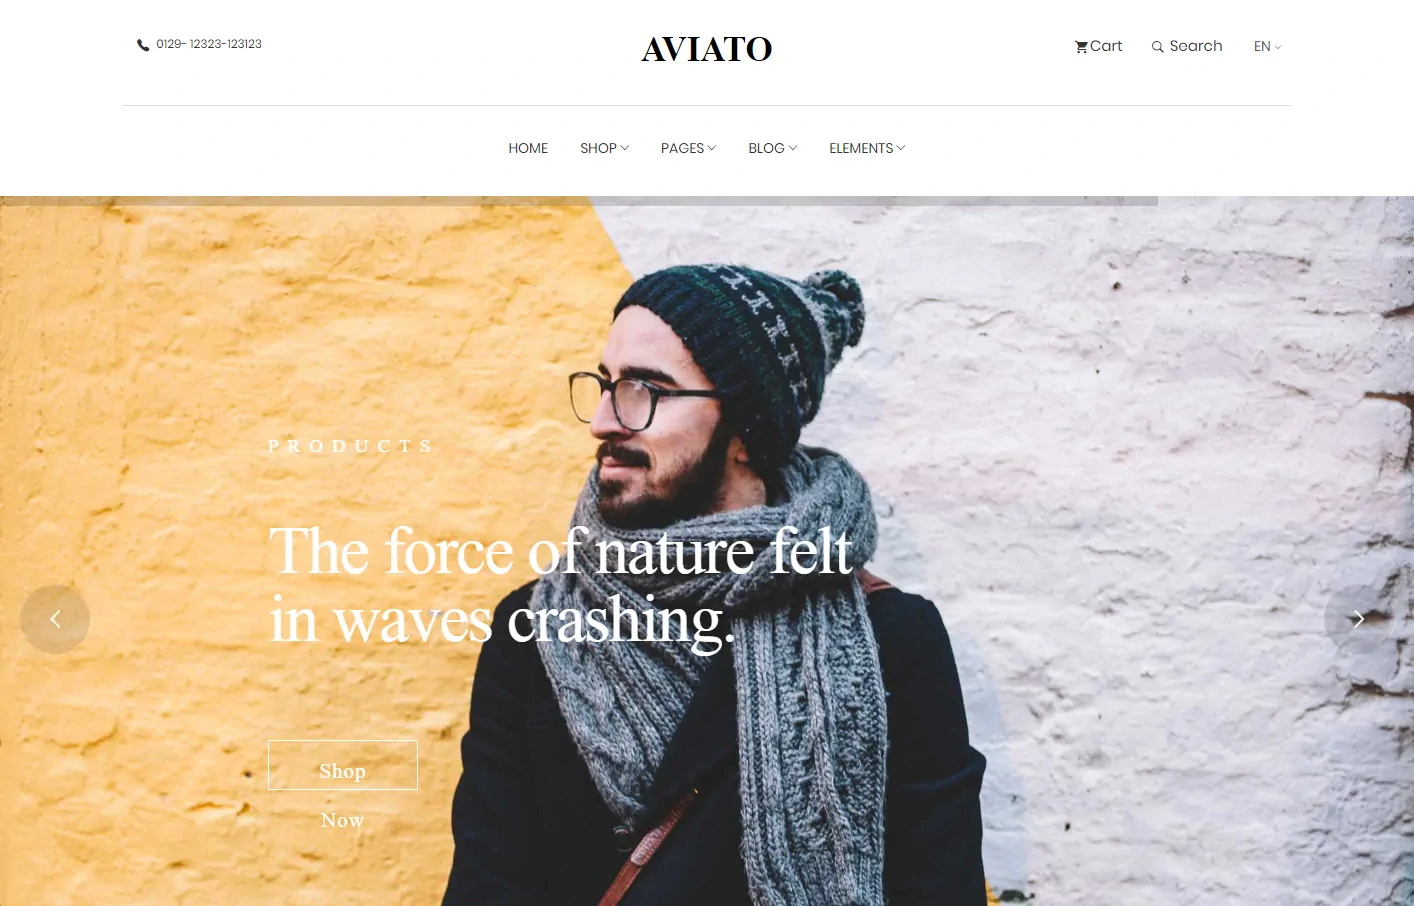 0129- 12323-123123
AVIATO
Cart
Search
EN
HOME
SHOP
PAGES
BLOG
ELEMENTS
PRODUCTS
The force of nature felt
in waves crashing.
Shop
Now